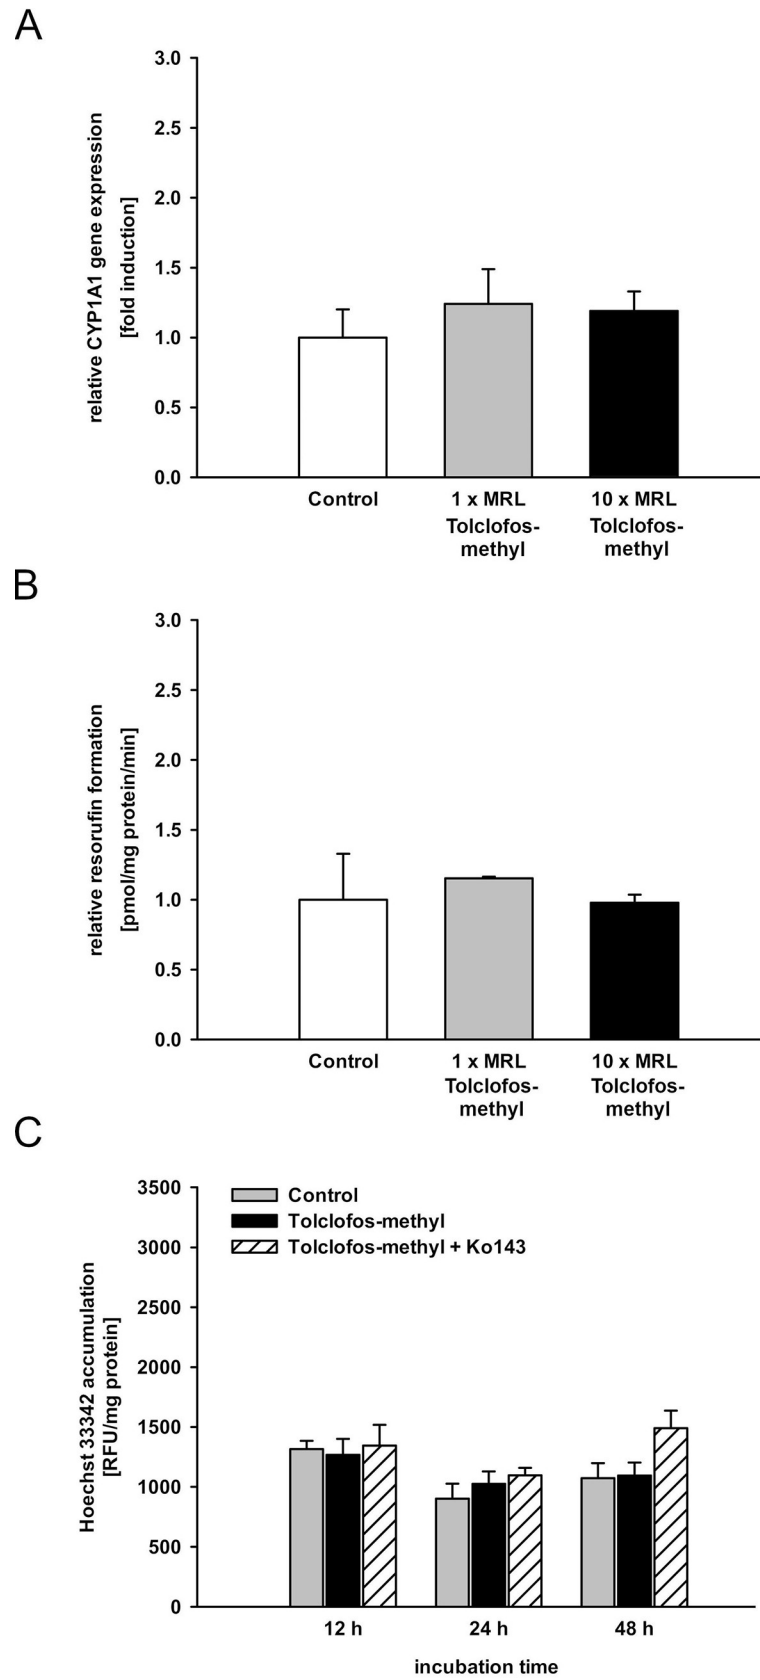 A
3.0
2.5
2.0
1.5
1.0
0.5
0.0
relative CYP1A1 gene expression
[fold induction]
Control
1 x MRL
Tolclofos-
methyl
10 x MRL
Tolclofos-
methyl
B
3.0
2.5
2.0
1.5
1.0
0.5
0.0
relative resorufin formation
[pmol/mg protein/min]
Control
1 x MRL
Tolclofos-
methyl
10 x MRL
Tolclofos-
methyl
C
3500
3000
2500
2000
1500
1000
500
0
Hoechst 33342 accumulation
[RFU/mg protein]
Control
Tolclofos-methyl
Tolclofos-methyl + Ko143
12 h
24 h
48 h
incubation time